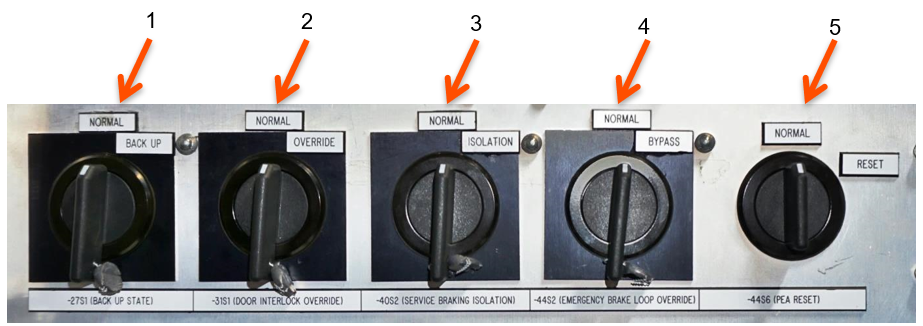 1 2 3 4 5
NORMAL NORMAL NORMAL NORMAL NORMAL
BACK UP OVERRIDE ISOLATION BYPASS RESET
-27S1 (BACK UP STATE) -31S1 (DOOR INTERLOCK OVERRIDE) -40S2 (SERVICE BRAKING ISOLATION) -44S2 (EMERGENCY BRAKE LOOP OVERRIDE) -44S6 (PEA RESET)